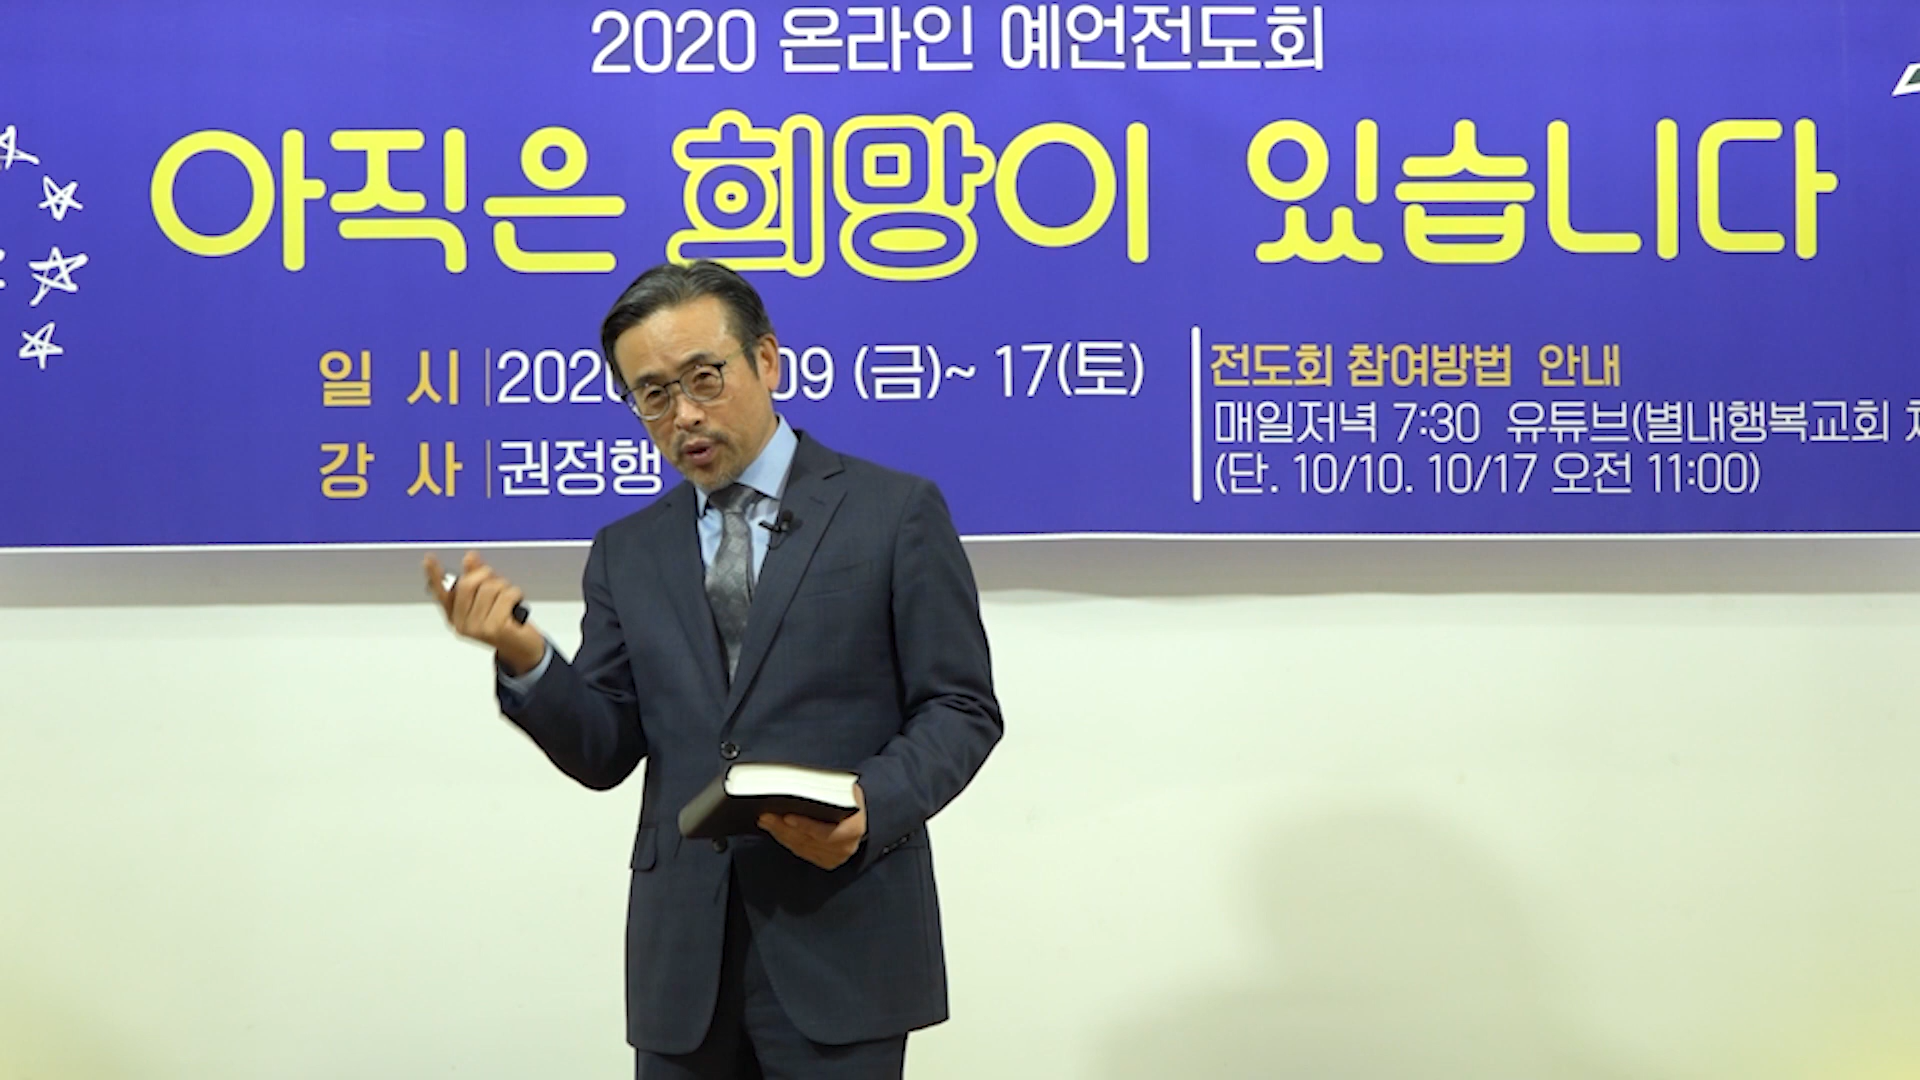 2020 온라인 예언전도회
아직은 희망이 있습니다
일 시 202 09 (금)~ 17(토)
강 사 권정행
전도회 참여방법 안내
매일저녁 7:30 유튜브(별내행복교회
(단. 10/10. 10/17 오전 11:00)